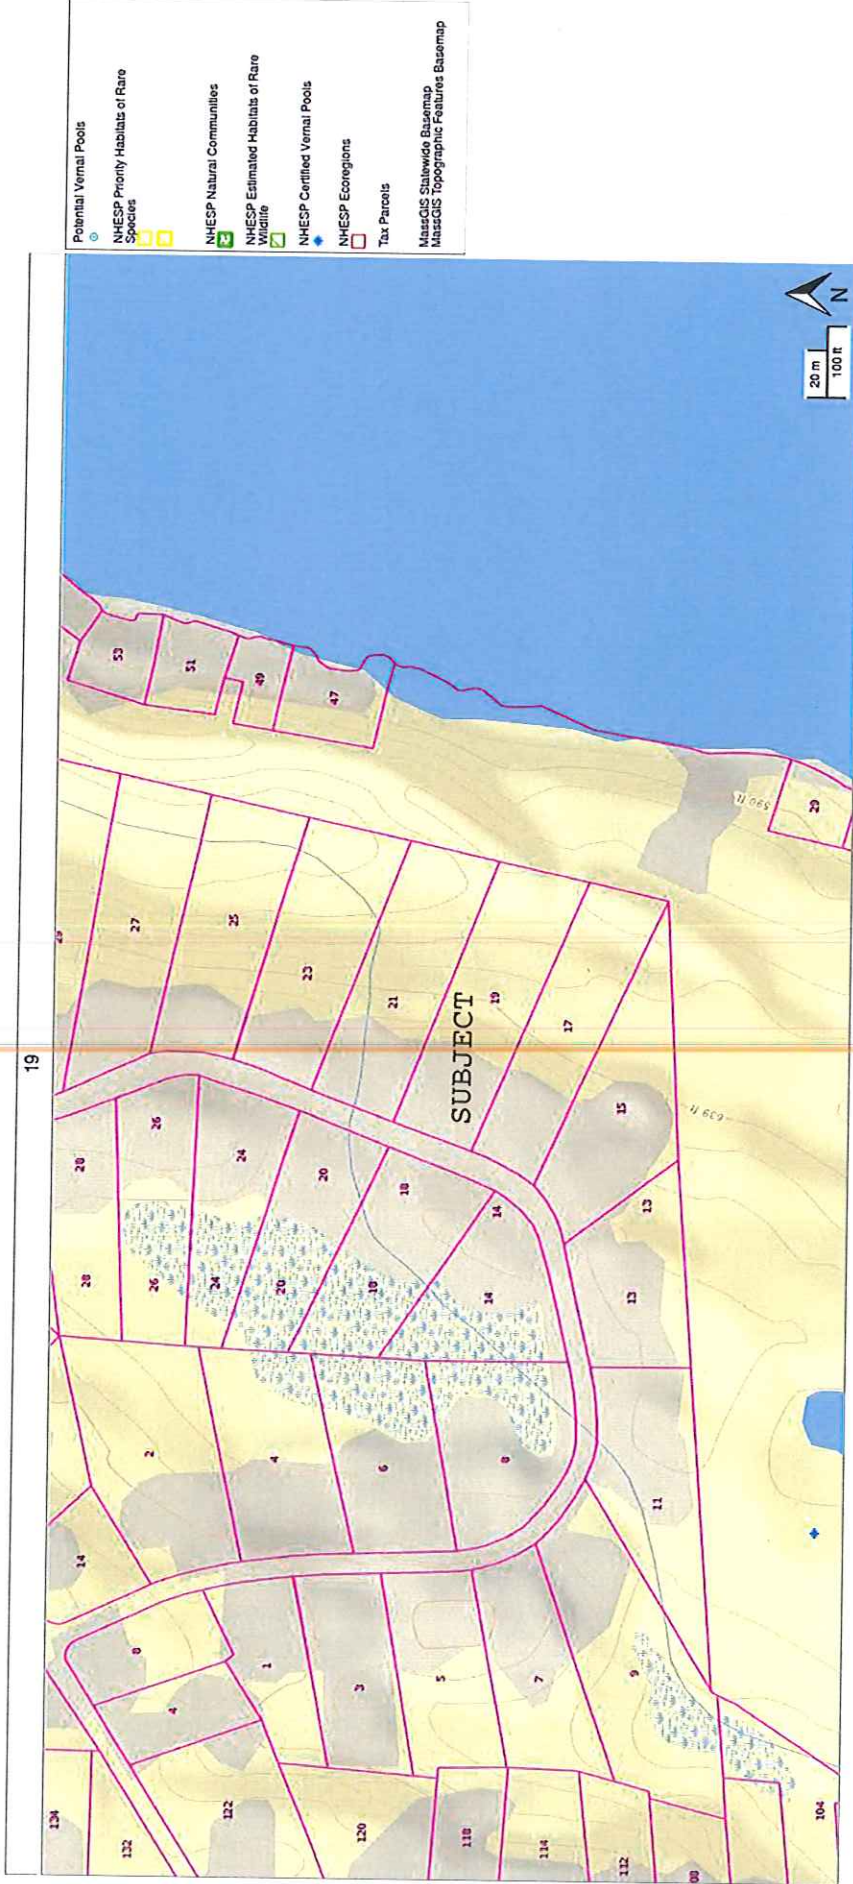 19
Potential Vernal Pools
NHESP Priority Habitats of Rare
Species
NHESP Natural Communities
NHESP Estimated Habitats of Rare
Wildlife
NHESP Certified Vernal Pools
NHESP Ecoregions
Tax Parcels
MassGIS Statewide Basemap
MassGIS Topographic Features Basemap
53
51
49
47
29
590 ft
27
25
23
21
19
17
15
SUBJECT
639 ft
28
26
24
20
18
14
13
28
26
24
20
18
14
13
2
4
6
8
11
14
8
1
4
3
5
7
9
134
132
122
120
118
114
112
104
20 m
100 ft
N